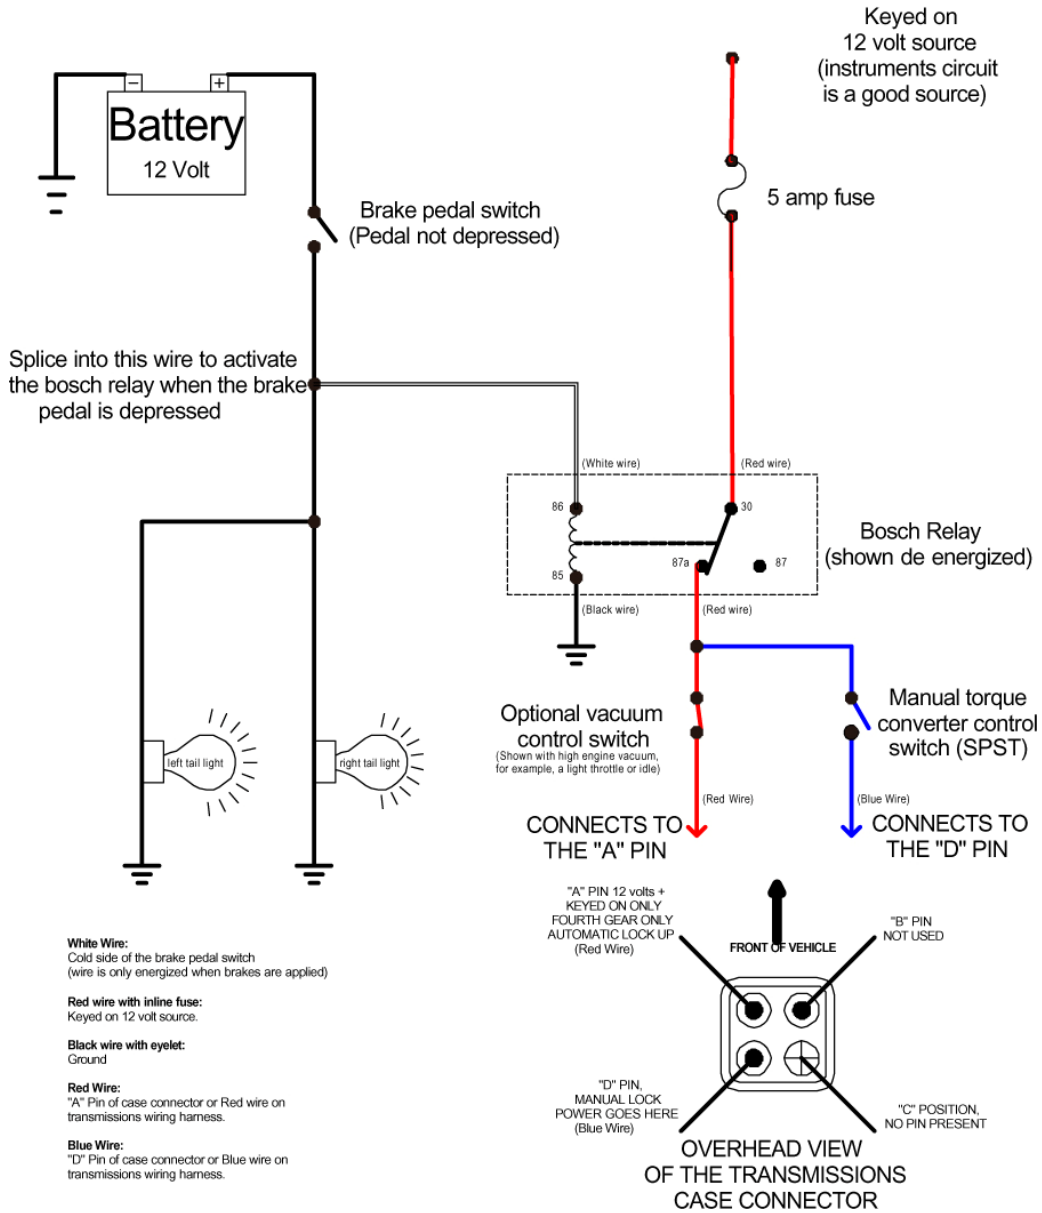 Keyed on
12 volt source
(instruments circuit
is a good source)
− +
Battery
12 Volt
5 amp fuse
Brake pedal switch
(Pedal not depressed)
Splice into this wire to activate
the bosch relay when the brake
pedal is depressed
(White wire)
(Red wire)
86
30
Bosch Relay
(shown de energized)
87a
87
85
(Black wire)
(Red wire)
Optional vacuum
control switch
(Shown with high engine vacuum,
for example, a light throttle or idle)
Manual torque
converter control
switch (SPST)
left tail light
right tail light
(Red Wire)
(Blue Wire)
CONNECTS TO
THE "A" PIN
CONNECTS TO
THE "D" PIN
"A" PIN 12 volts +
KEYED ON ONLY
FOURTH GEAR ONLY
AUTOMATIC LOCK UP
(Red Wire)
"B" PIN
NOT USED
FRONT OF VEHICLE
White Wire:
Cold side of the brake pedal switch
(wire is only energized when brakes are applied)
Red wire with inline fuse:
Keyed on 12 volt source.
Black wire with eyelet:
Ground
Red Wire:
"A" Pin of case connector or Red wire on
transmissions wiring harness.
Blue Wire:
"D" Pin of case connector or Blue wire on
transmissions wiring harness.
"D" PIN,
MANUAL LOCK
POWER GOES HERE
(Blue Wire)
"C" POSITION,
NO PIN PRESENT
OVERHEAD VIEW
OF THE TRANSMISSIONS
CASE CONNECTOR